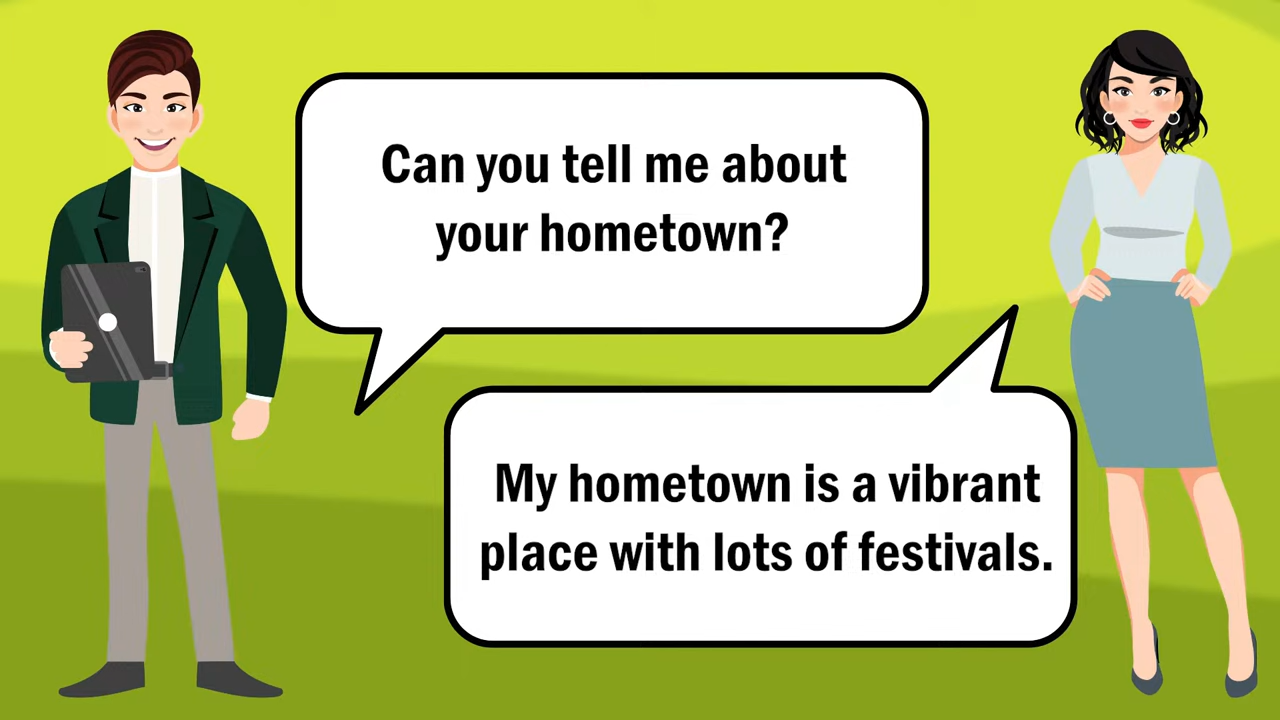 Can you tell me about
your hometown?
My hometown is a vibrant
place with lots of festivals.